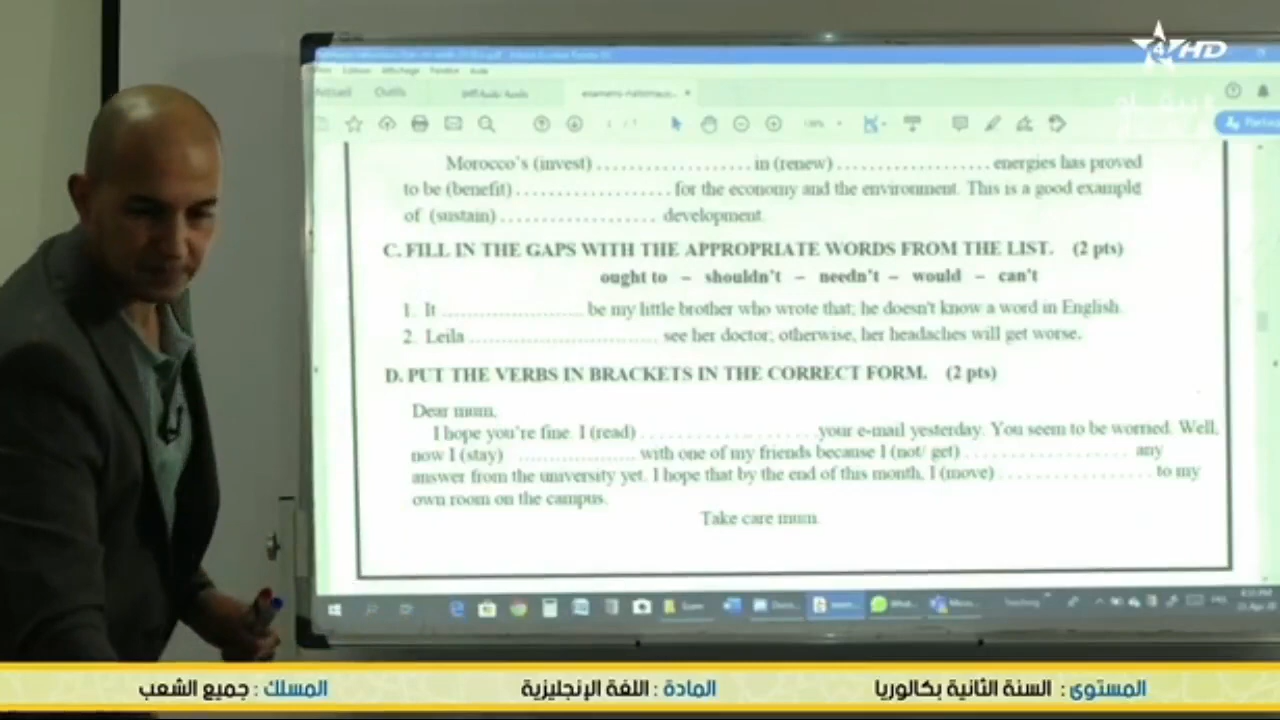 4 HD
Accueil Outils
Morocco's (invest) .................... in (renew) .................... energies has proved
to be (benefit) .................... for the economy and the environment. This is a good example
of (sustain) .................... development.
C. FILL IN THE GAPS WITH THE APPROPRIATE WORDS FROM THE LIST. (2 pts)
ought to – shouldn't – needn't – would – can't
1. It .................... be my little brother who wrote that; he doesn't know a word in English.
2. Leila .................... see her doctor; otherwise, her headaches will get worse.
D. PUT THE VERBS IN BRACKETS IN THE CORRECT FORM. (2 pts)
Dear mum,
I hope you're fine. I (read) .................... your e-mail yesterday. You seem to be worried. Well,
now I (stay) .................... with one of my friends because I (not/ get) .................... any
answer from the university yet. I hope that by the end of this month, I (move) .................... to my
own room on the campus.
Take care mum.
المستوى : السنة الثانية بكالوريا المادة : اللغة الإنجليزية المسلك : جميع الشعب